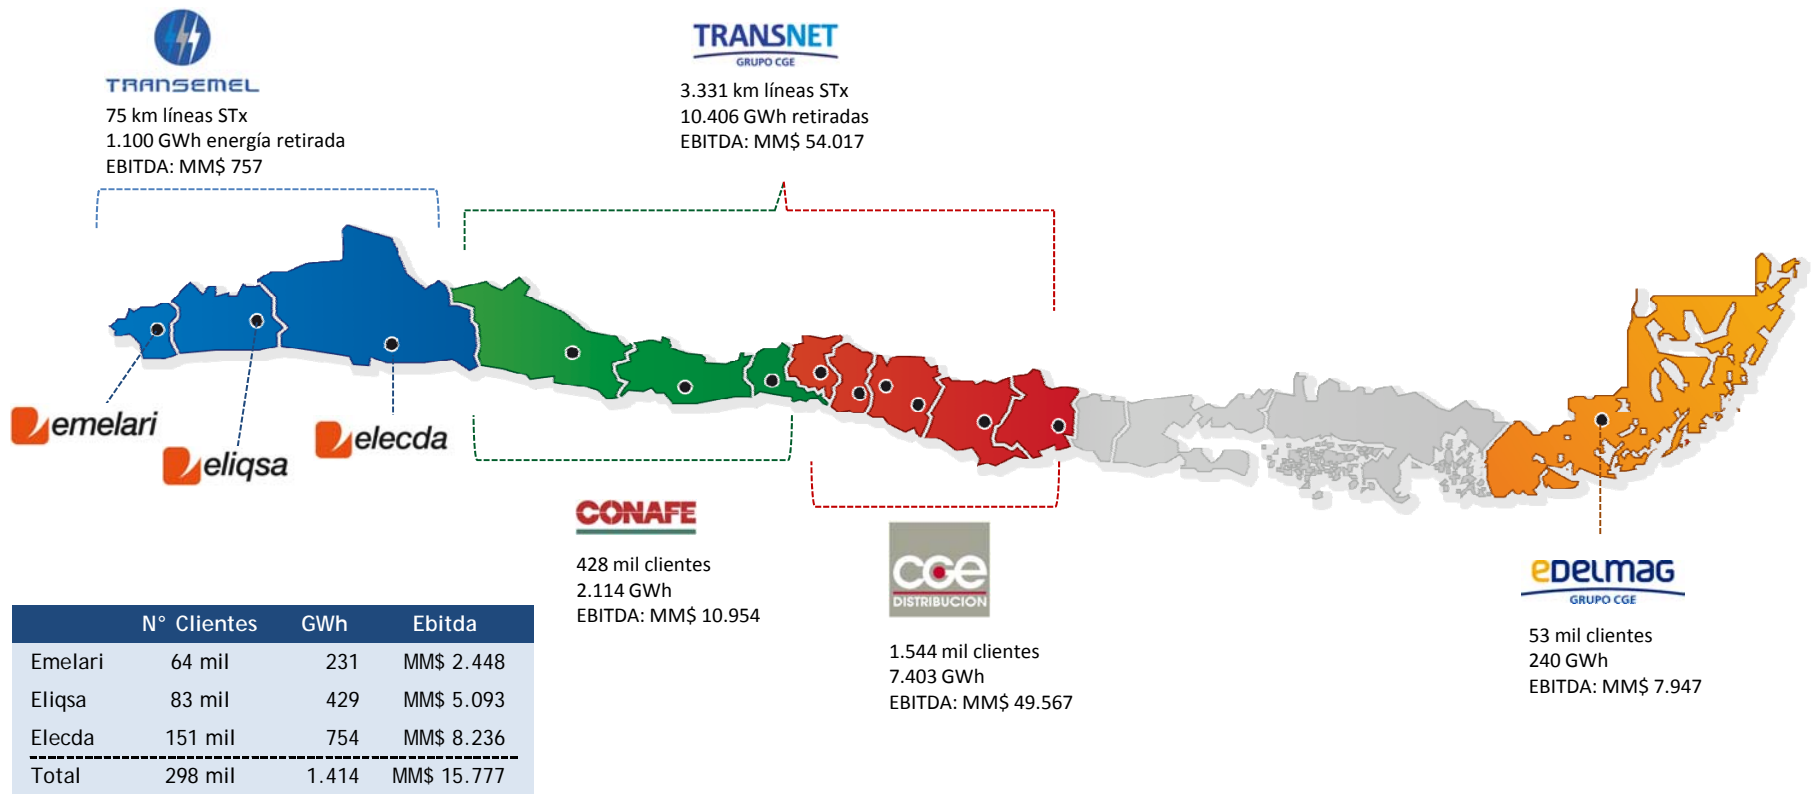 TRANSEMEL
75 km líneas STx
1.100 GWh energía retirada
EBITDA: MM$ 757
TRANSNET
GRUPO CGE
3.331 km líneas STx
10.406 GWh retiradas
EBITDA: MM$ 54.017
emelari
eliqsa
elecda
CONAFE
428 mil clientes
2.114 GWh
EBITDA: MM$ 10.954
cge
DISTRIBUCION
1.544 mil clientes
7.403 GWh
EBITDA: MM$ 49.567
eDELMAG
GRUPO CGE
53 mil clientes
240 GWh
EBITDA: MM$ 7.947
N° Clientes GWh Ebitda
Emelari 64 mil 231 MM$ 2.448
Eliqsa 83 mil 429 MM$ 5.093
Elecda 151 mil 754 MM$ 8.236
Total 298 mil 1.414 MM$ 15.777